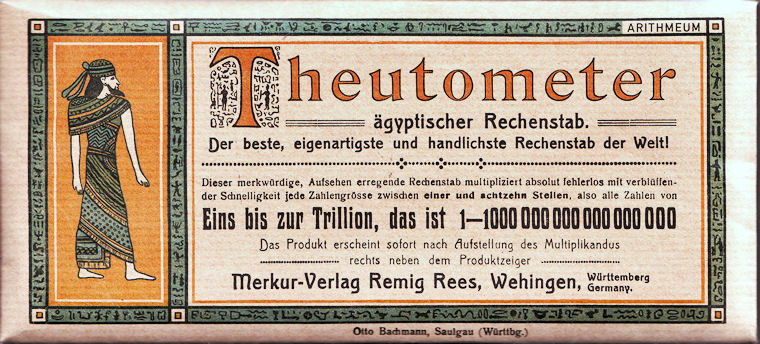 ARITHMEUM
Theutometer
ägyptischer Rechenstab.
Der beste, eigenartigste und handlichste Rechenstab der Welt!
Dieser merkwürdige, Aufsehen erregende Rechenstab multipliziert absolut fehlerlos mit verblüffen-
der Schnelligkeit jede Zahlengrösse zwischen einer und achtzehn Stellen, also alle Zahlen von
Eins bis zur Trillion, das ist 1—1000 000 000 000 000 000
Das Produkt erscheint sofort nach Aufstellung des Multiplikandus
rechts neben dem Produktzeiger
Merkur-Verlag Remig Rees, Wehingen, Württemberg
Germany.
Otto Bachmann, Saulgau (Württbg.)